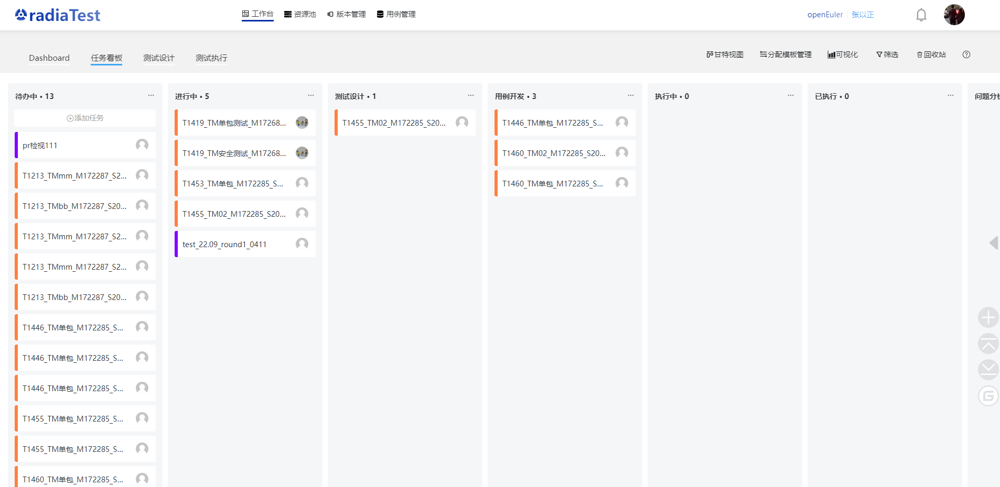 radiaTest
工作台
资源池
版本管理
用例管理
openEuler
张以正
Dashboard
任务看板
测试设计
测试执行
甘特视图
分配模板管理
可视化
筛选
回收站
待办中 • 13
添加任务
pr检视111
T1213_TMmm_M172287_S2...
T1213_TMbb_M172287_S20...
T1213_TMmm_M172287_S2...
T1213_TMmm_M172287_S2...
T1213_TMbb_M172287_S20...
T1446_TM单包_M172285_S...
T1446_TM单包_M172285_S...
T1446_TM单包_M172285_S...
T1455_TM单包_M172285_S...
T1455_TM单包_M172285_S...
T1460_TM单包_M172285_S...
进行中 • 5
T1419_TM单包测试_M17268...
T1419_TM安全测试_M17268...
T1453_TM单包_M172285_S...
T1455_TM02_M172285_S20...
test_22.09_round1_0411
测试设计 • 1
T1455_TM02_M172285_S20...
用例开发 • 3
T1446_TM单包_M172285_S...
T1460_TM02_M172285_S20...
T1460_TM单包_M172285_S...
执行中 • 0
已执行 • 0
问题分析